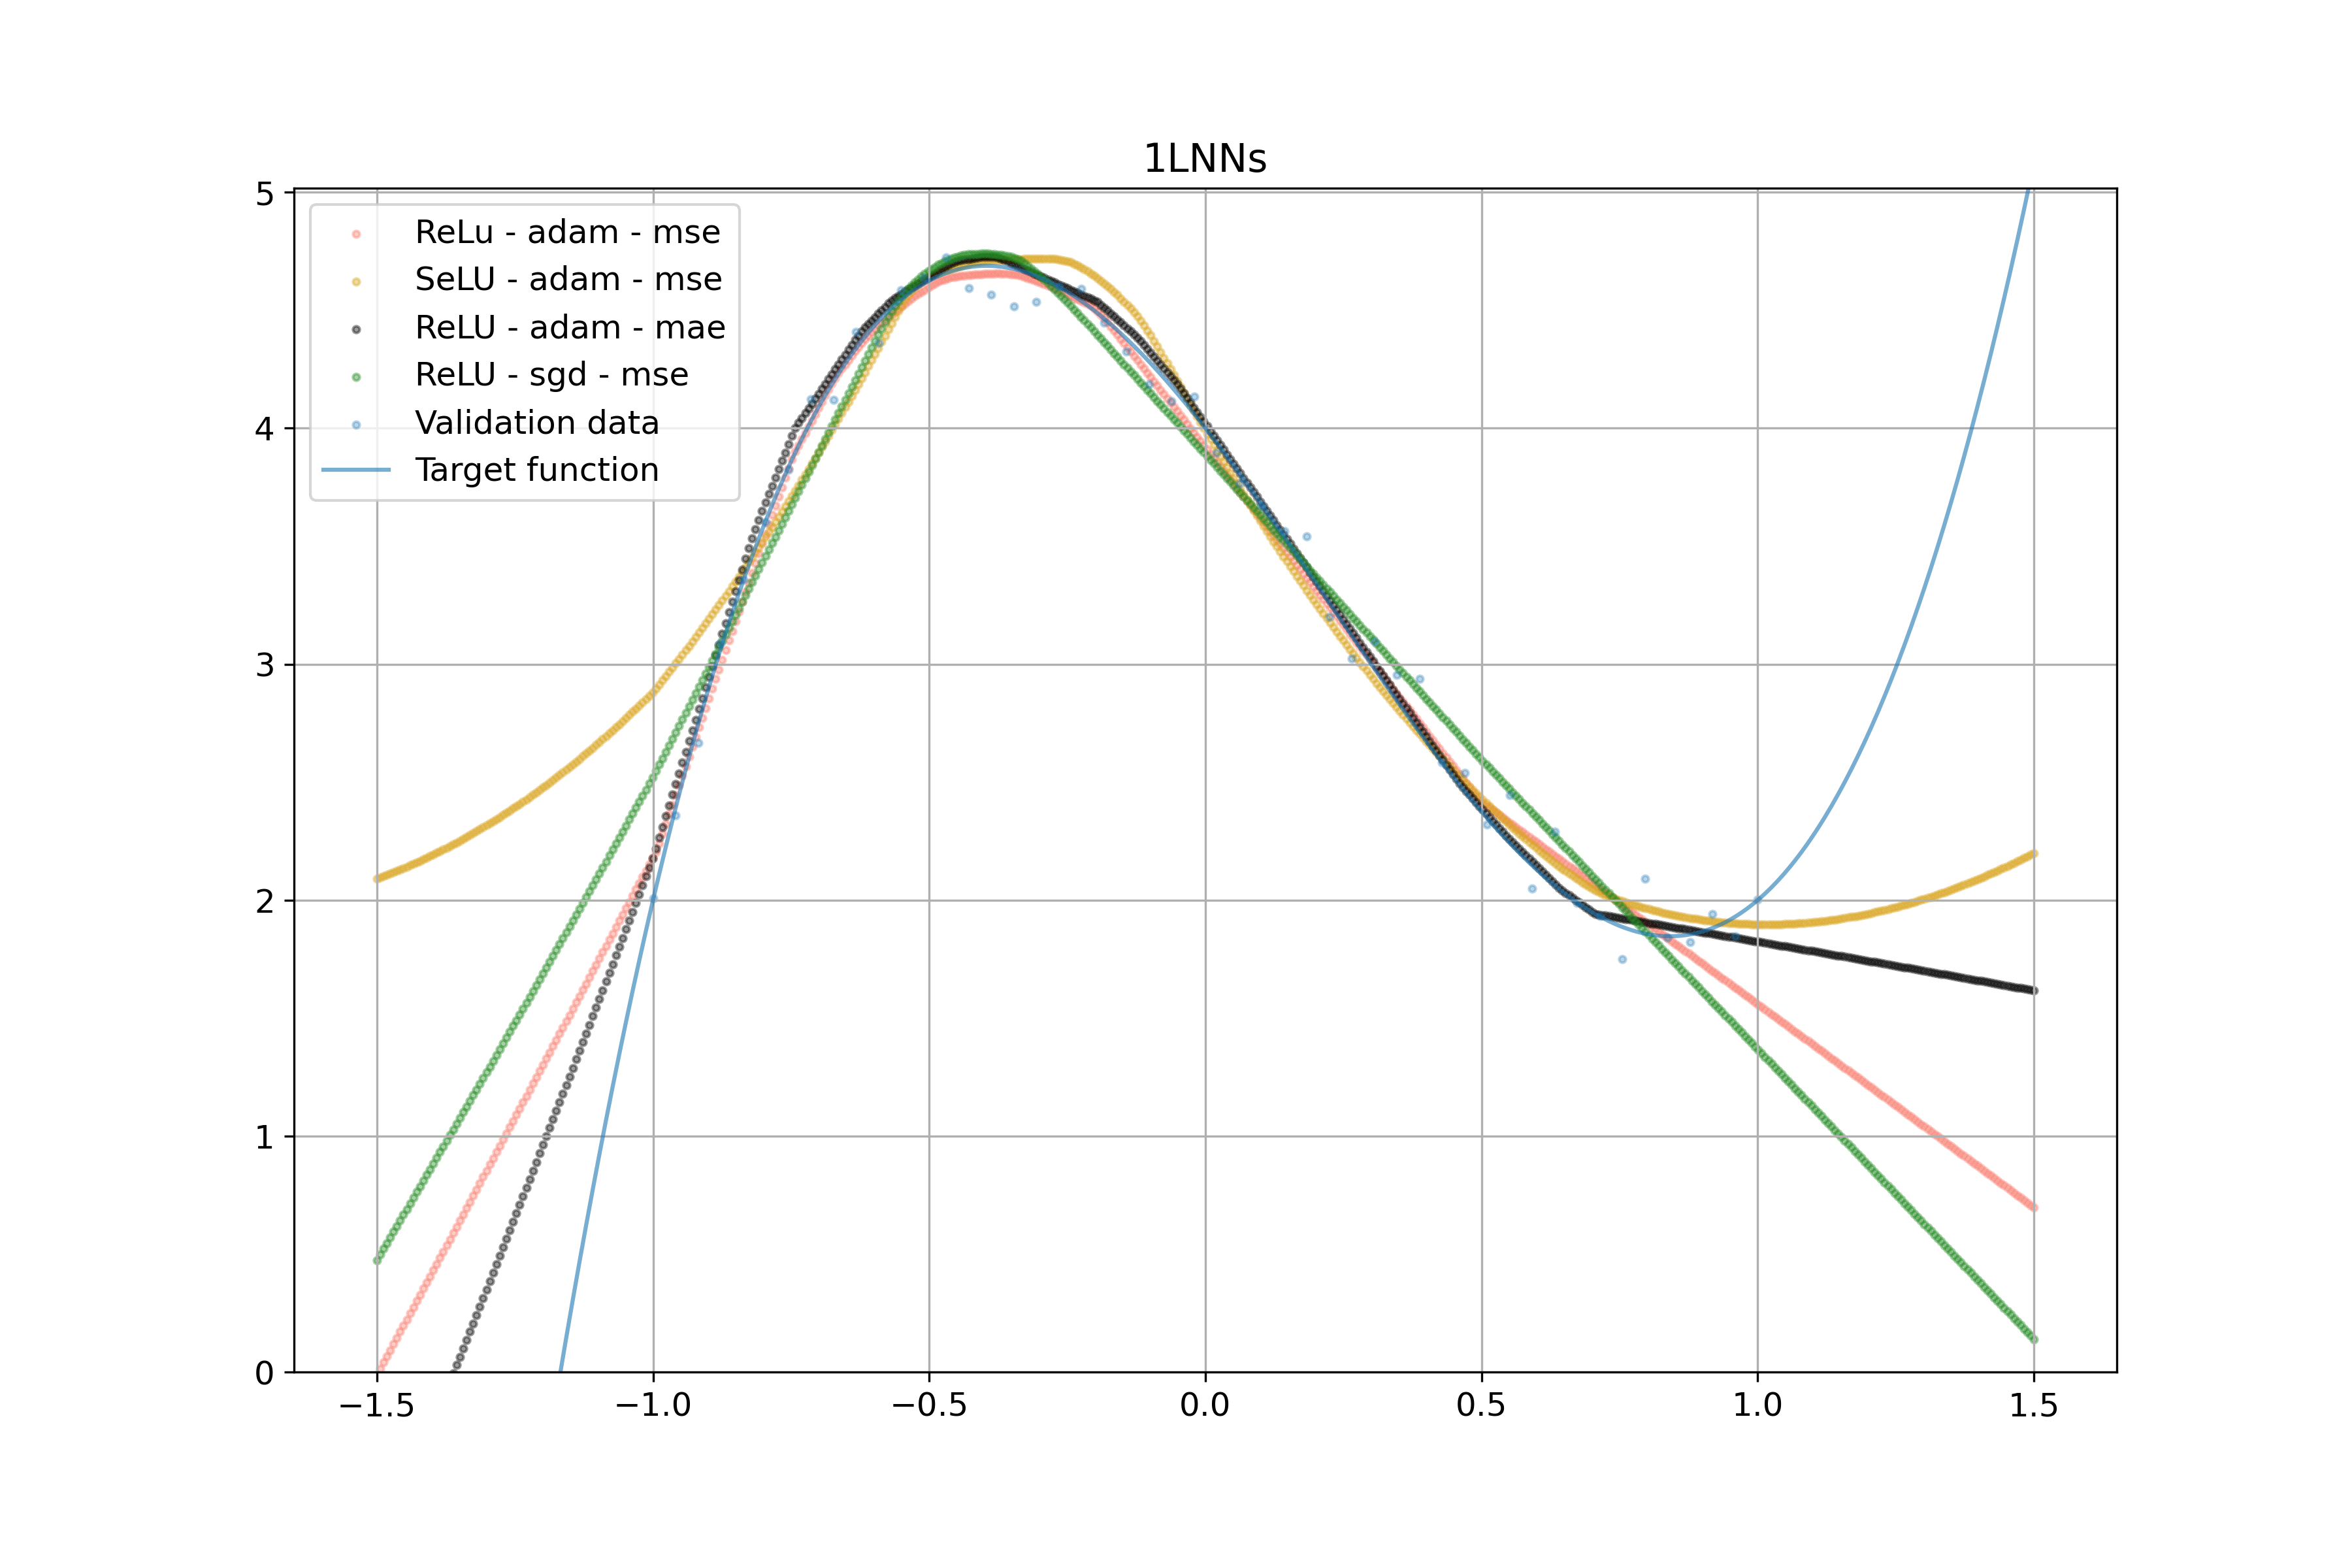 1LNNs
5
4
3
2
1
0
ReLu - adam - mse
SeLU - adam - mse
ReLU - adam - mae
ReLU - sgd - mse
Validation data
Target function
−1.5 −1.0 −0.5 0.0 0.5 1.0 1.5